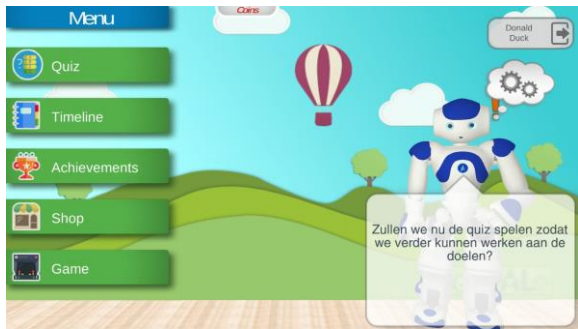 Menu
Coins
Donald
Duck
Quiz
Timeline
Achievements
Shop
Game
Zullen we nu de quiz spelen zodat
we verder kunnen werken aan de
doelen?